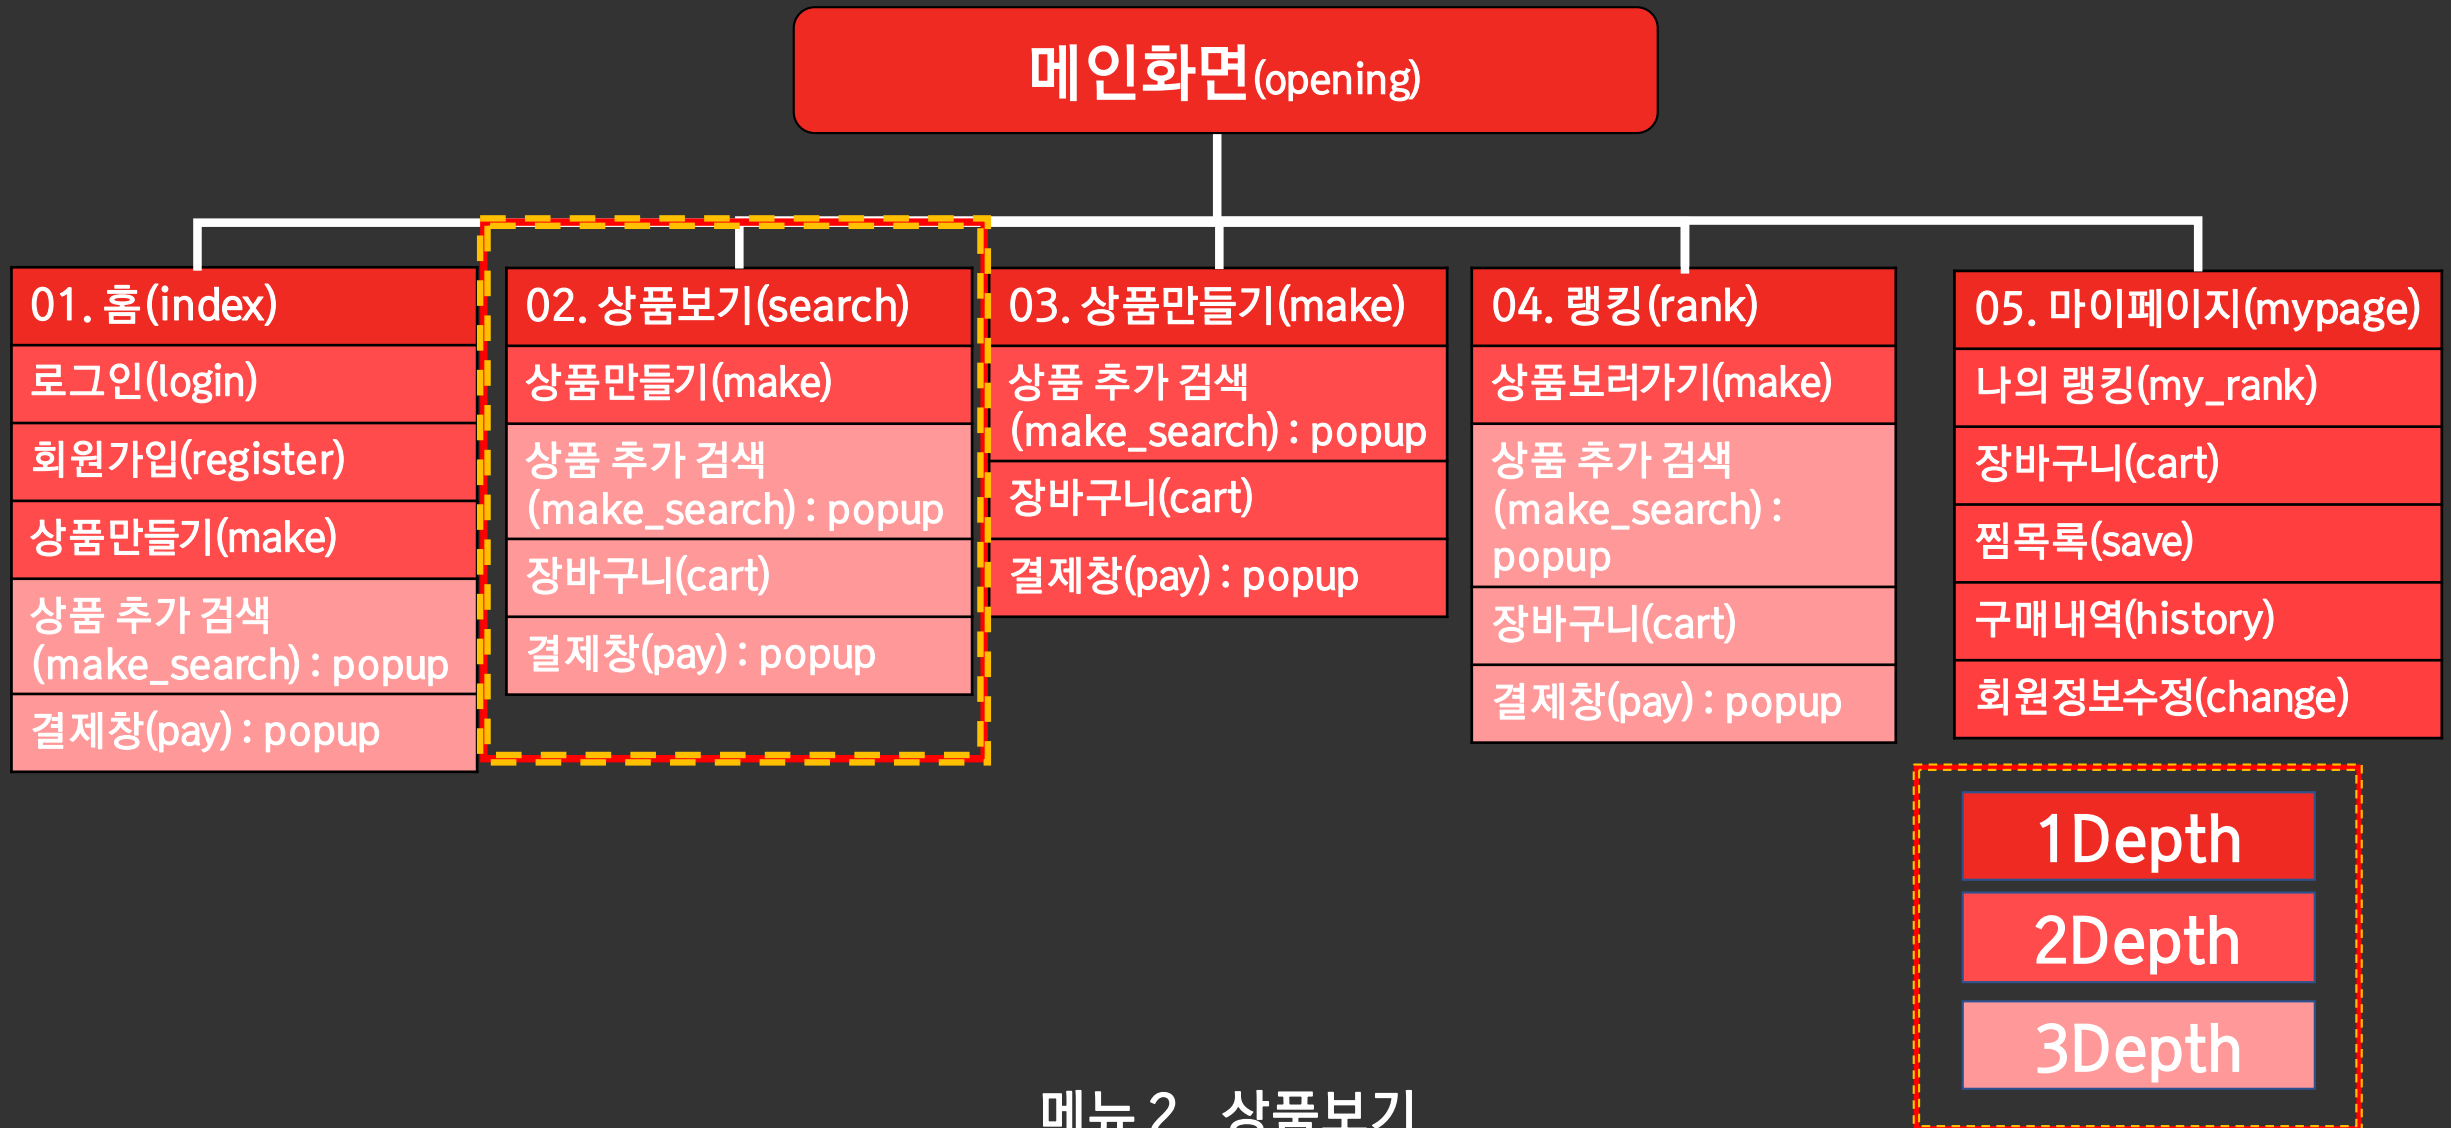 메인화면(opening)
01. 홈(index)
로그인(login)
회원가입(register)
상품만들기(make)
상품 추가 검색
(make_search) : popup
결제창(pay) : popup
02. 상품보기(search)
상품만들기(make)
상품 추가 검색
(make_search) : popup
장바구니(cart)
결제창(pay) : popup
03. 상품만들기(make)
상품 추가 검색
(make_search) : popup
장바구니(cart)
결제창(pay) : popup
04. 랭킹(rank)
상품보러가기(make)
상품 추가 검색
(make_search) :
popup
장바구니(cart)
결제창(pay) : popup
05. 마이페이지(mypage)
나의 랭킹(my_rank)
장바구니(cart)
찜목록(save)
구매내역(history)
회원정보수정(change)
1Depth
2Depth
3Depth
메뉴 2 상품보기